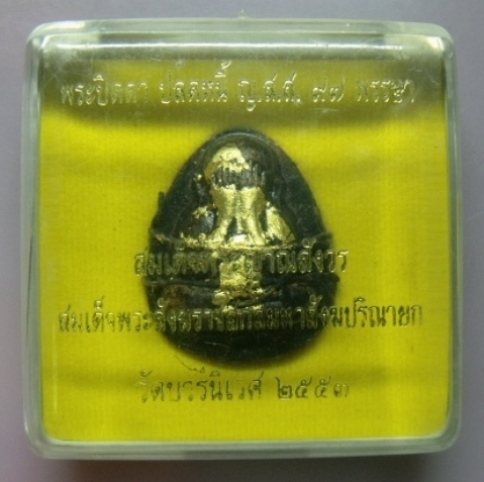 พระปิดตา ปลดหนี้ ญ.ส.ส. ๙๗ พรรษา
สมเด็จพระญาณสังวร
สมเด็จพระสังฆราชสกลมหาสังฆปริณายก
วัดบวรนิเวศ ๒๕๕๓